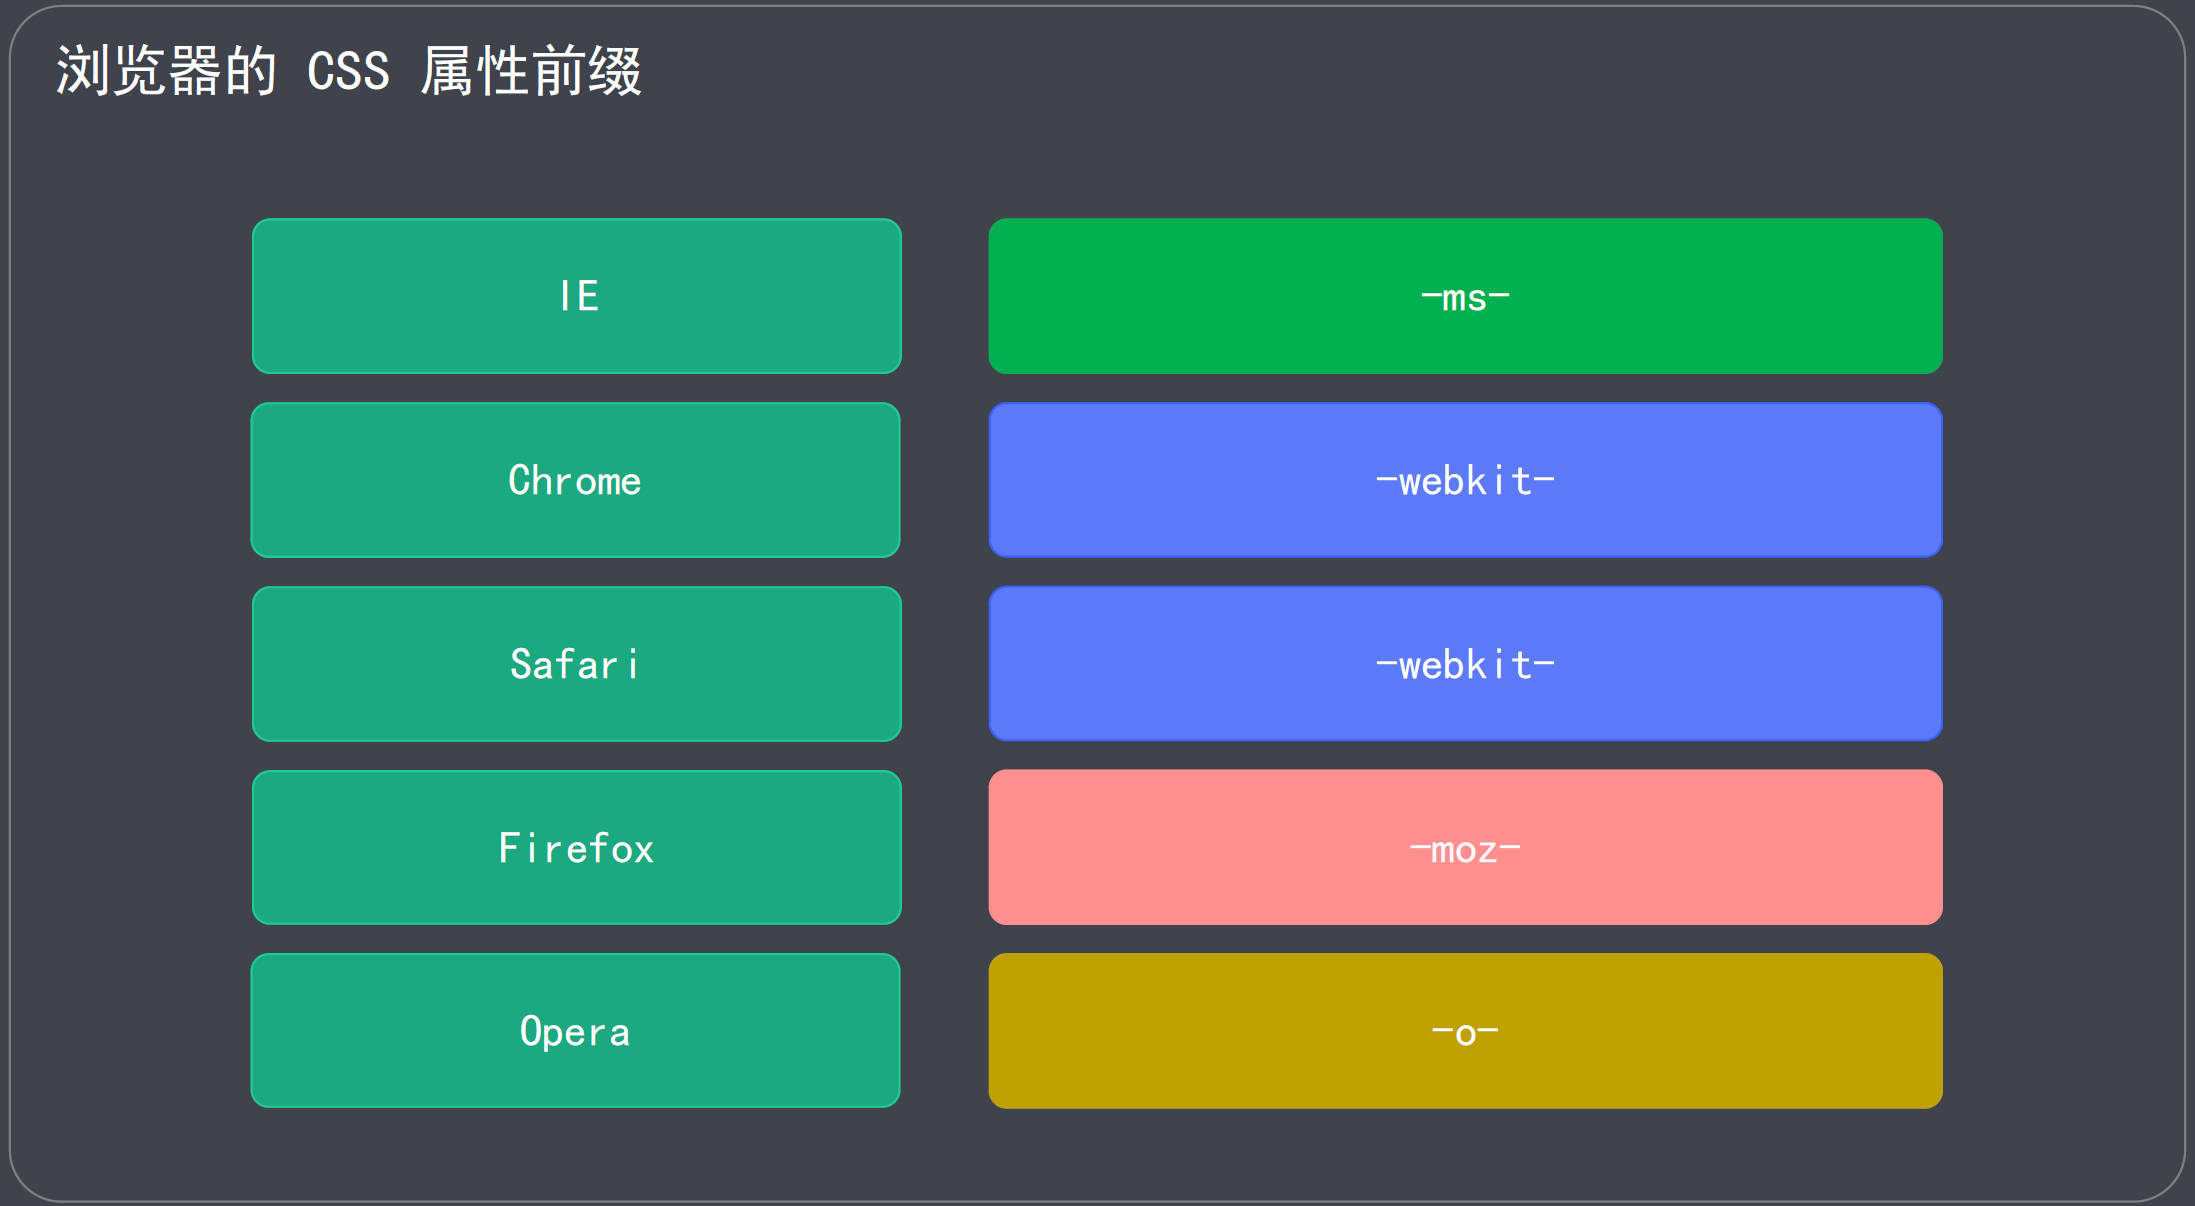 浏览器的 CSS 属性前缀
IE
-ms-
Chrome
-webkit-
Safari
-webkit-
Firefox
-moz-
Opera
-o-